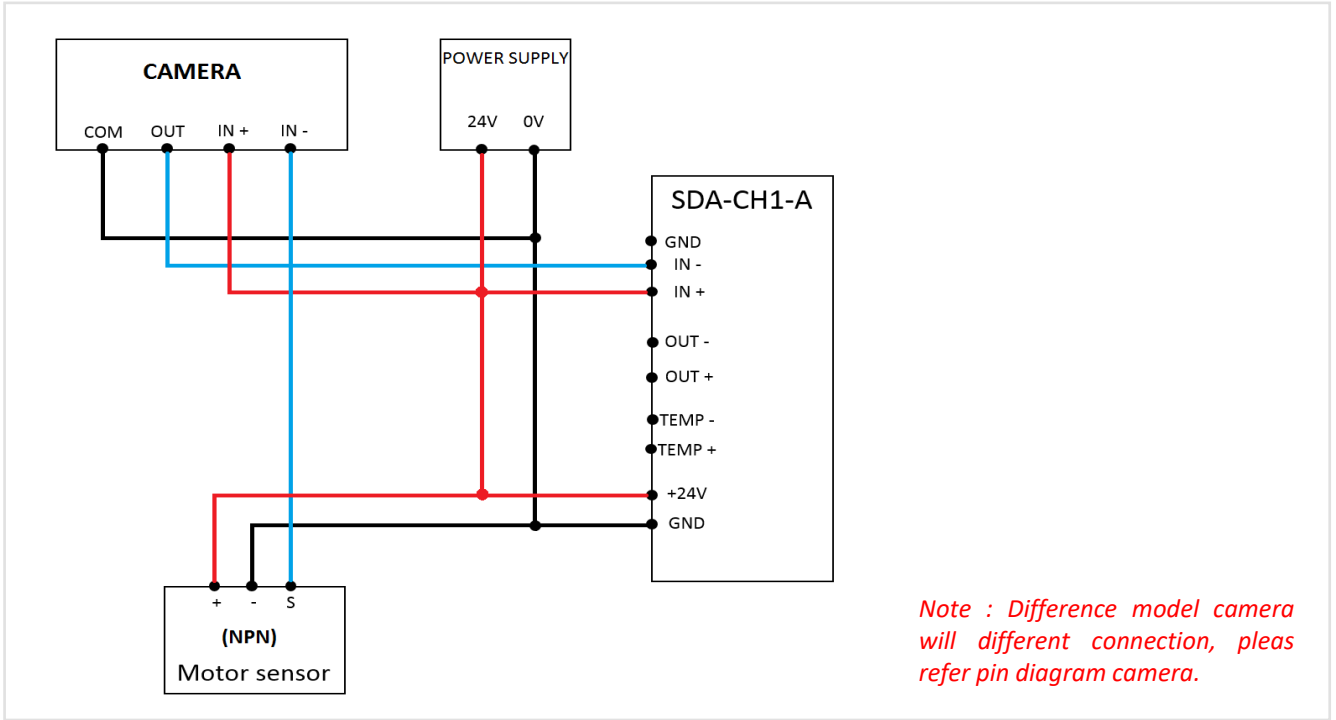 CAMERA
COM OUT IN + IN -
POWER SUPPLY
24V 0V
SDA-CH1-A
GND
IN -
IN +
OUT -
OUT +
TEMP -
TEMP +
+24V
GND
+ - S
(NPN)
Motor sensor
Note : Difference model camera
will different connection, pleas
refer pin diagram camera.